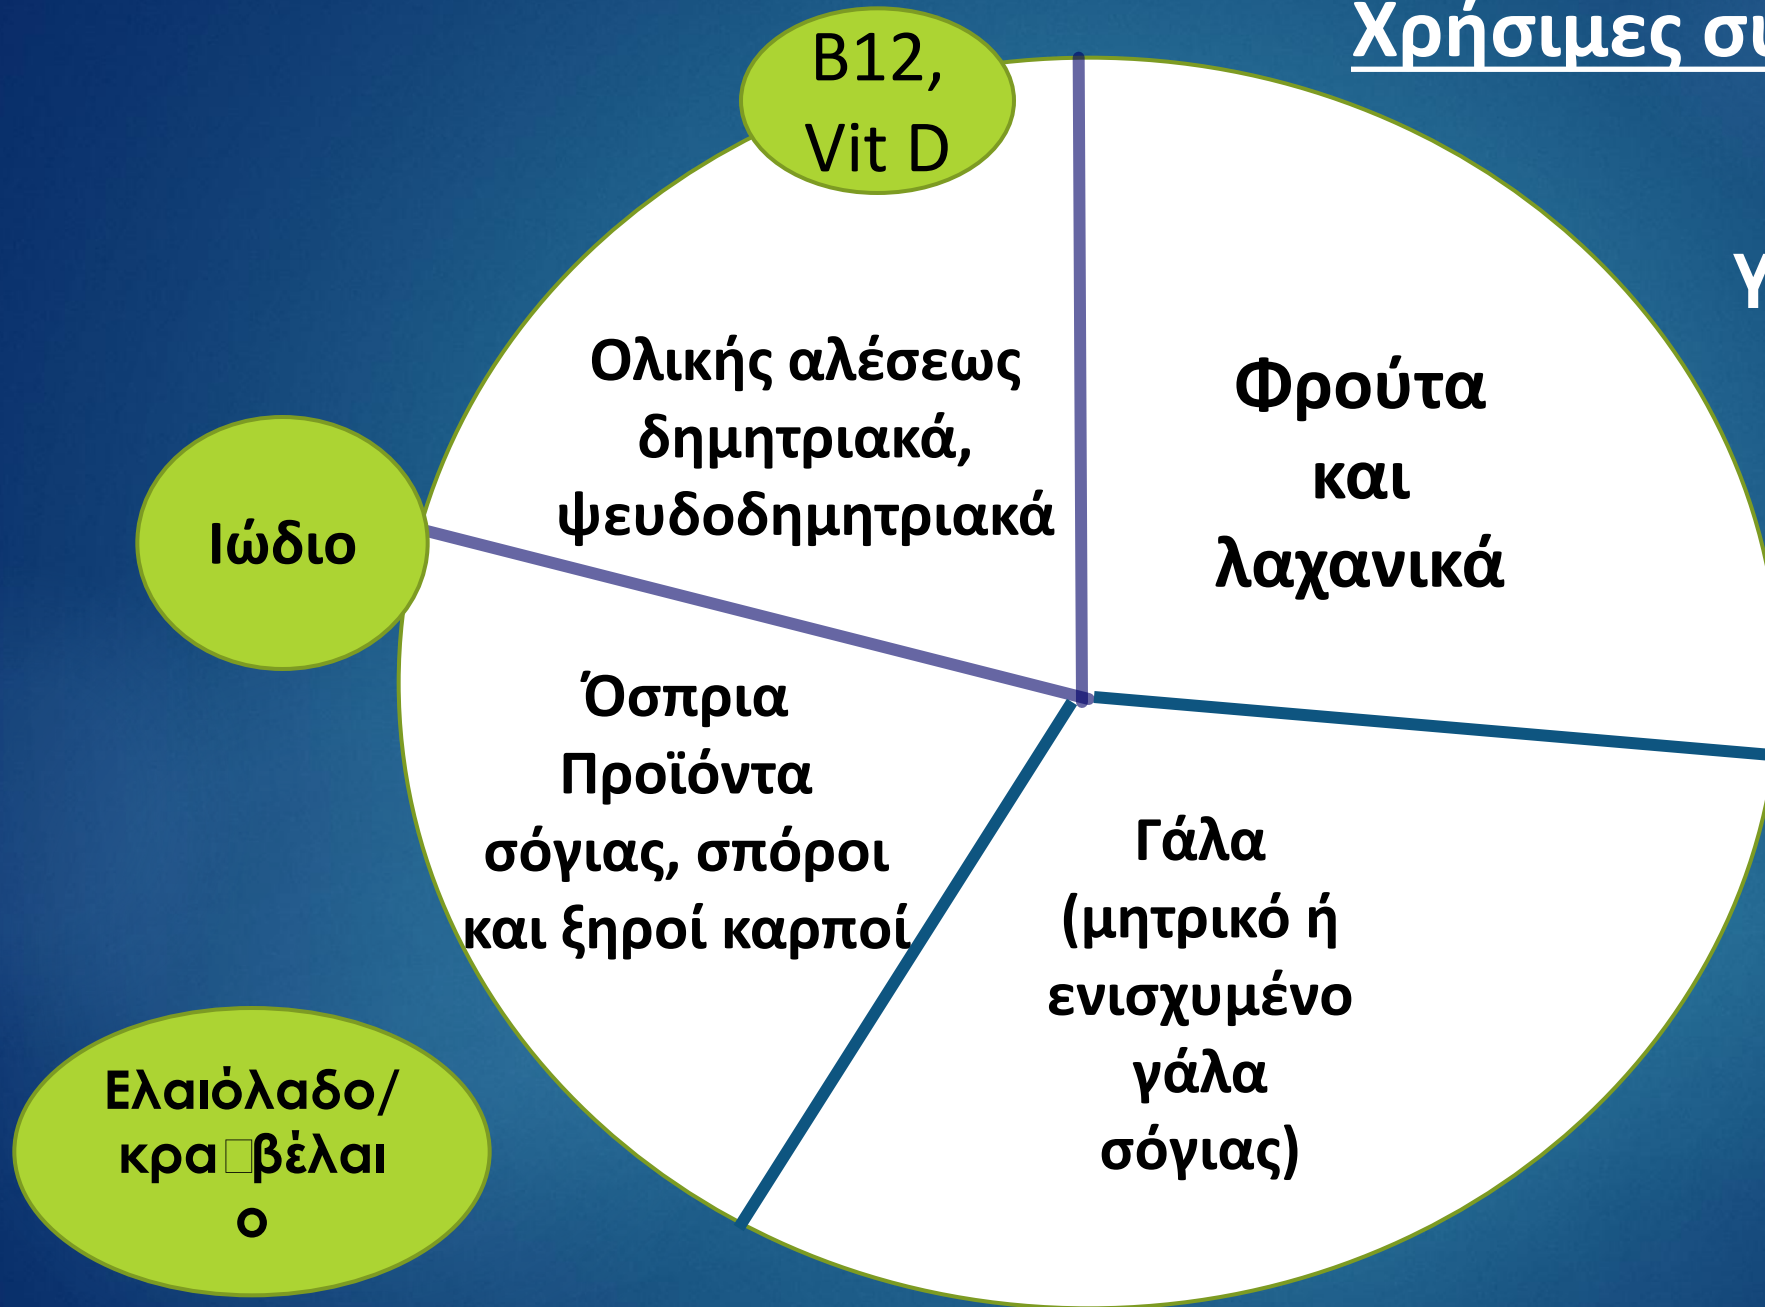 Χρήσιμες
B12,
Vit D
Ολικής αλέσεως
δημητριακά,
ψευδοδημητριακά
Φρούτα
και
λαχανικά
Ιώδιο
Όσπρια
Προϊόντα
σόγιας, σπόροι
και ξηροί καρποί
Γάλα
(μητρικό ή
ενισχυμένο
γάλα
σόγιας)
Ελαιόλαδο/
κρα□βέλαι
ο